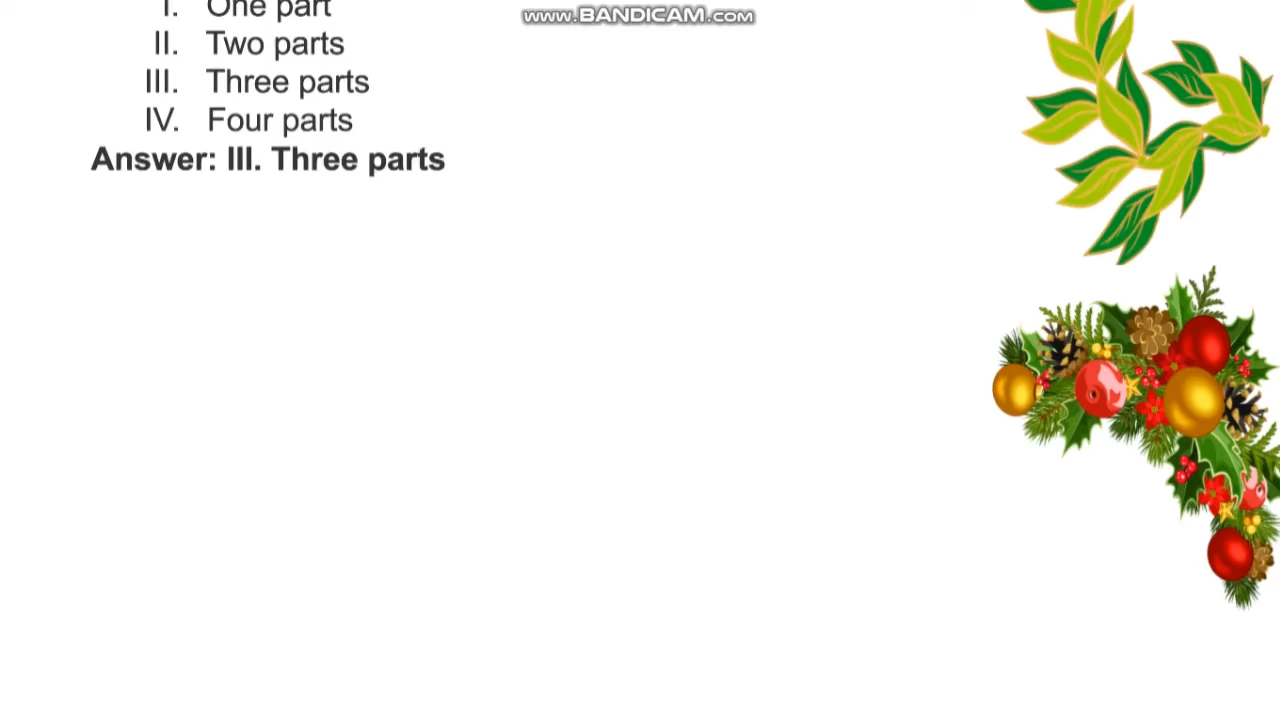 www.BANDICAM.com
I. One part
II. Two parts
III. Three parts
IV. Four parts
Answer: III. Three parts